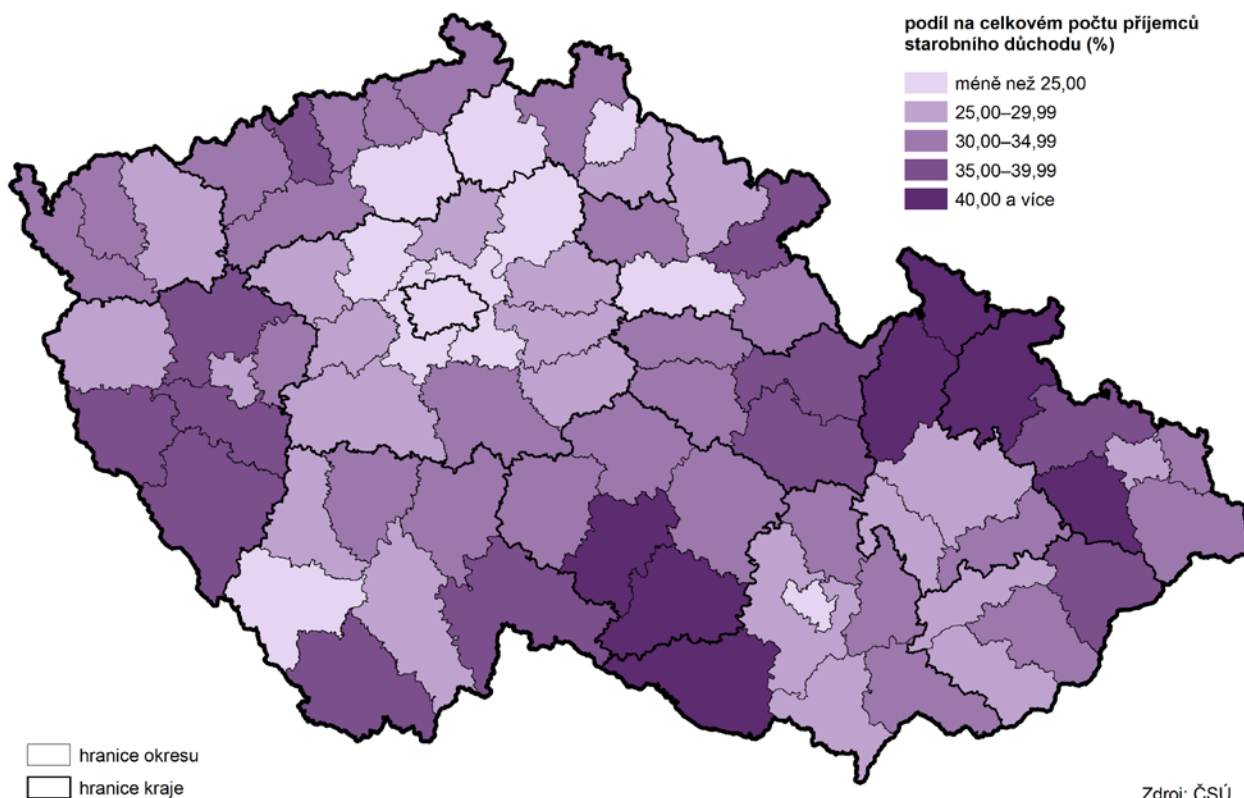 podíl na celkovém počtu příjemců
starobního důchodu (%)
méně než 25,00
25,00–29,99
30,00–34,99
35,00–39,99
40,00 a více
hranice okresu
hranice kraje
Zdroj: ČSÚ